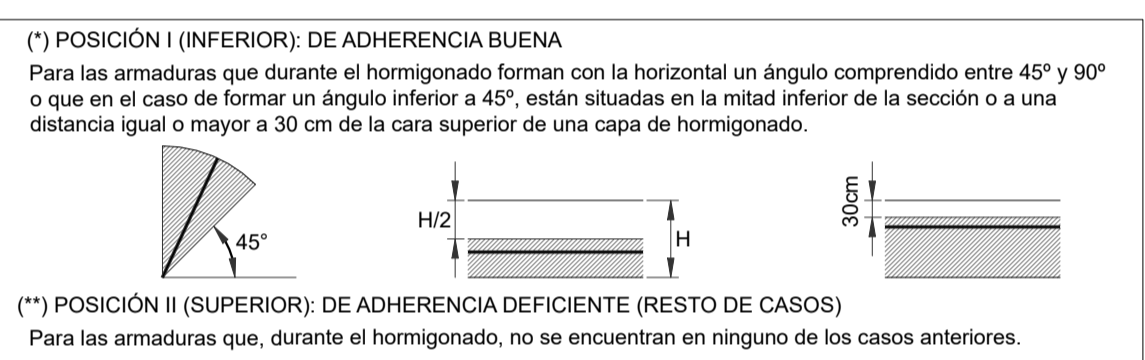 (*) POSICIÓN I (INFERIOR): DE ADHERENCIA BUENA
Para las armaduras que durante el hormigonado forman con la horizontal un ángulo comprendido entre 45º y 90º
o que en el caso de formar un ángulo inferior a 45º, están situadas en la mitad inferior de la sección o a una
distancia igual o mayor a 30 cm de la cara superior de una capa de hormigonado.
45°
H/2
H
30cm
(**) POSICIÓN II (SUPERIOR): DE ADHERENCIA DEFICIENTE (RESTO DE CASOS)
Para las armaduras que, durante el hormigonado, no se encuentran en ninguno de los casos anteriores.